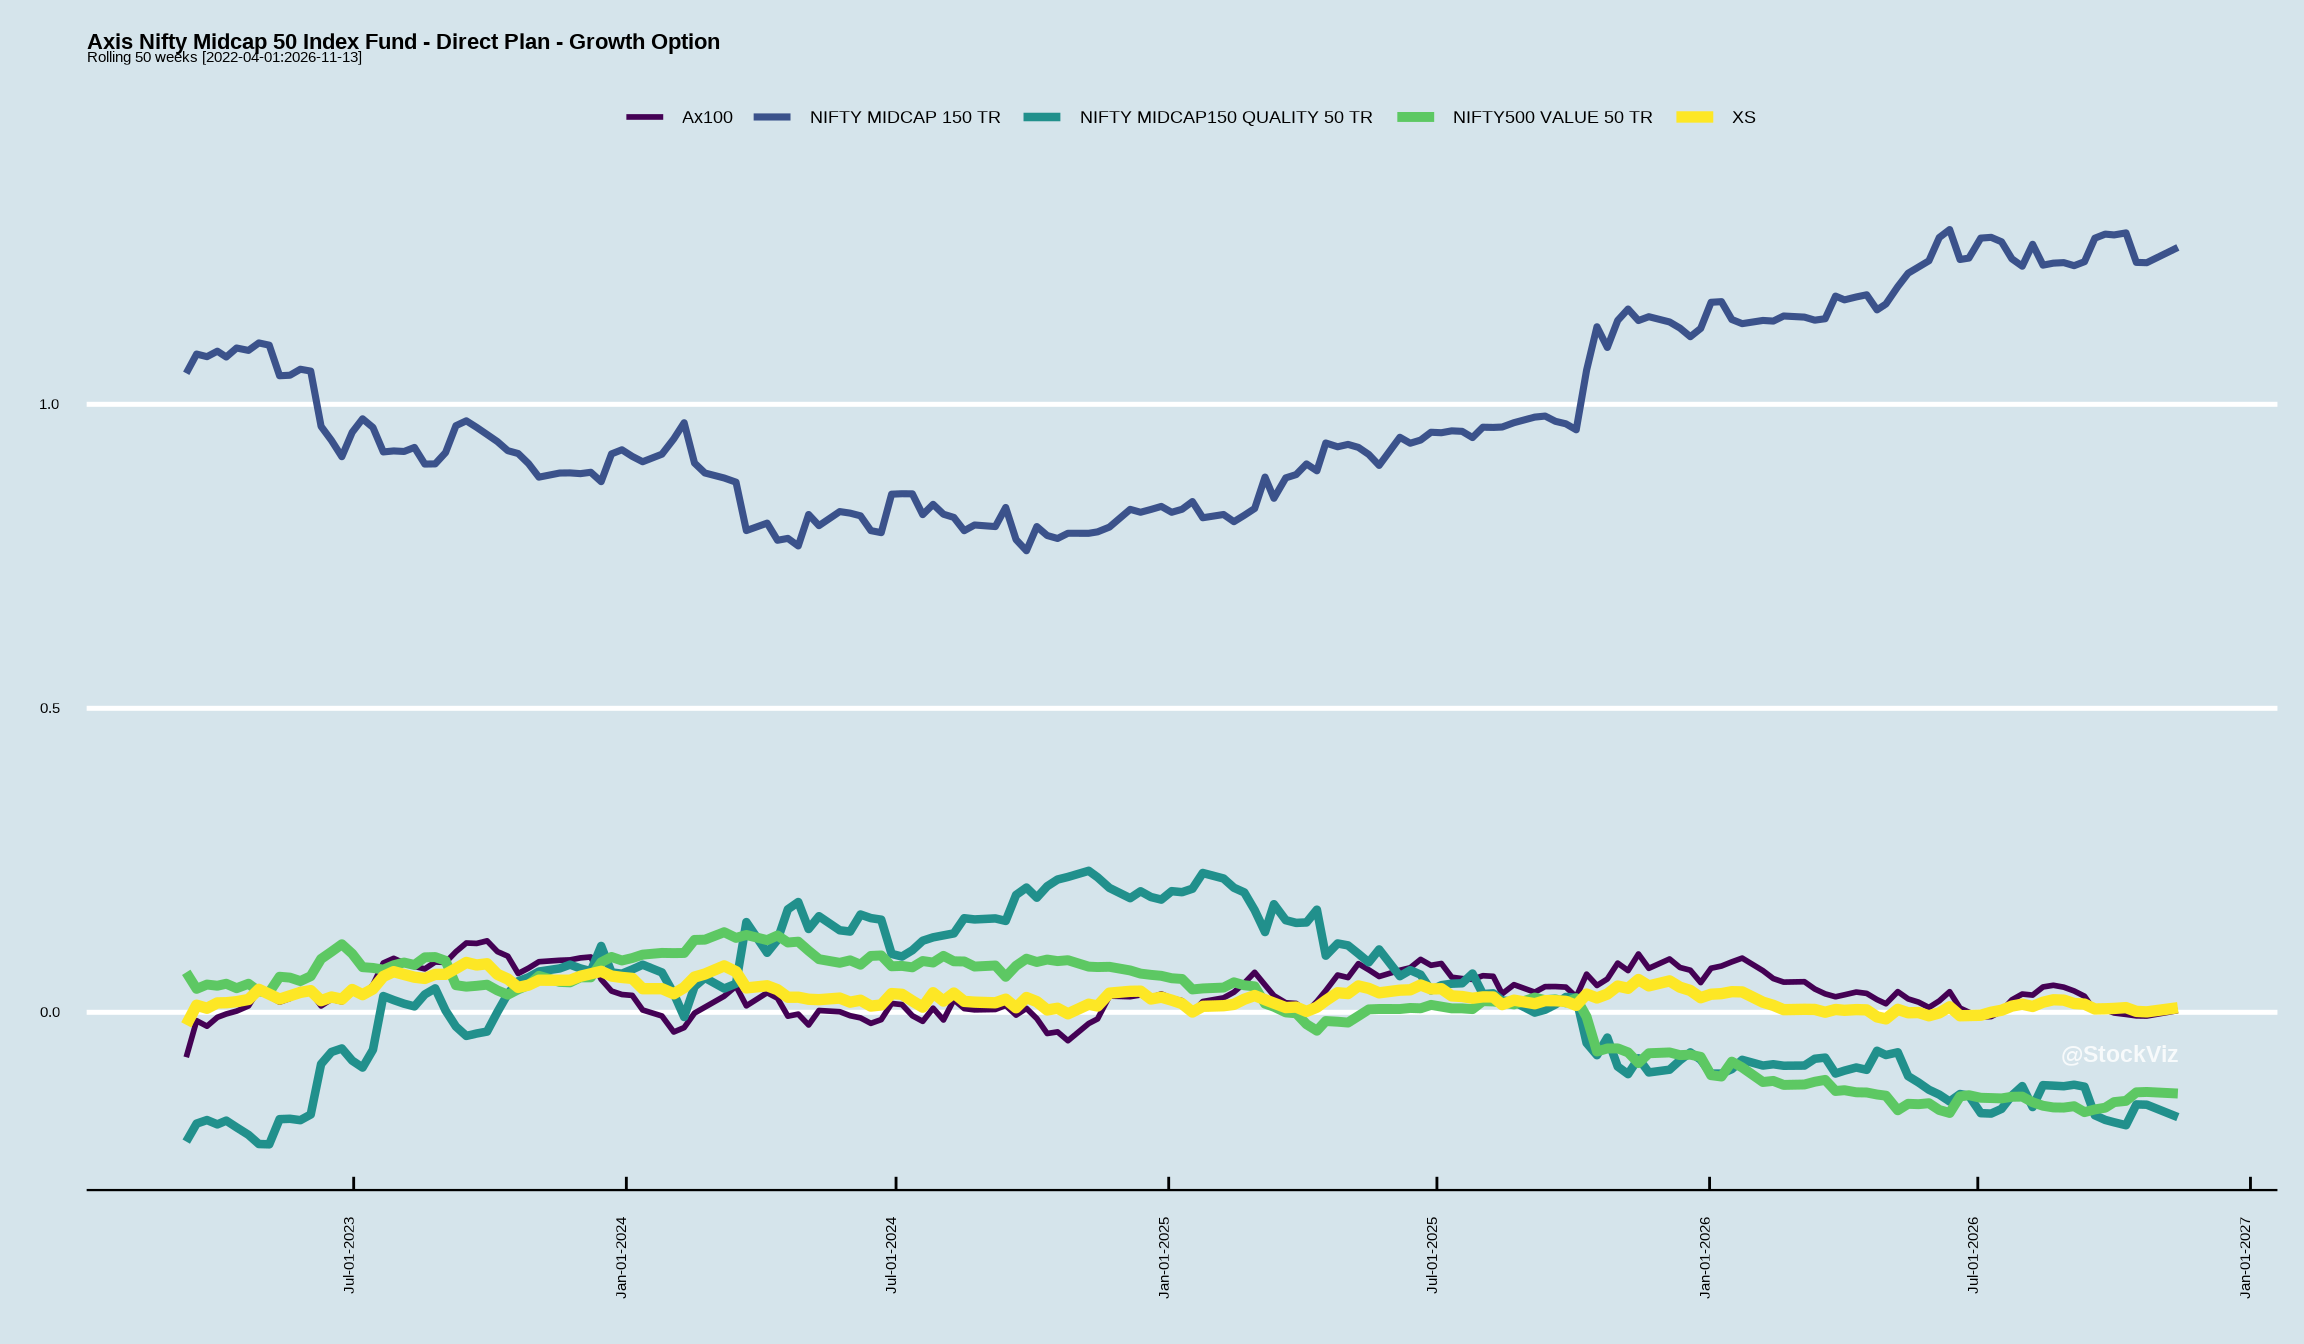 Axis Nifty Midcap 50 Index Fund - Direct Plan - Growth Option
Rolling 50 weeks [2022-04-01:2026-11-13]
Ax100 NIFTY MIDCAP 150 TR NIFTY MIDCAP150 QUALITY 50 TR NIFTY500 VALUE 50 TR XS
1.0
0.5
0.0
@StockViz
Jul-01-2023
Jan-01-2024
Jul-01-2024
Jan-01-2025
Jul-01-2025
Jan-01-2026
Jul-01-2026
Jan-01-2027